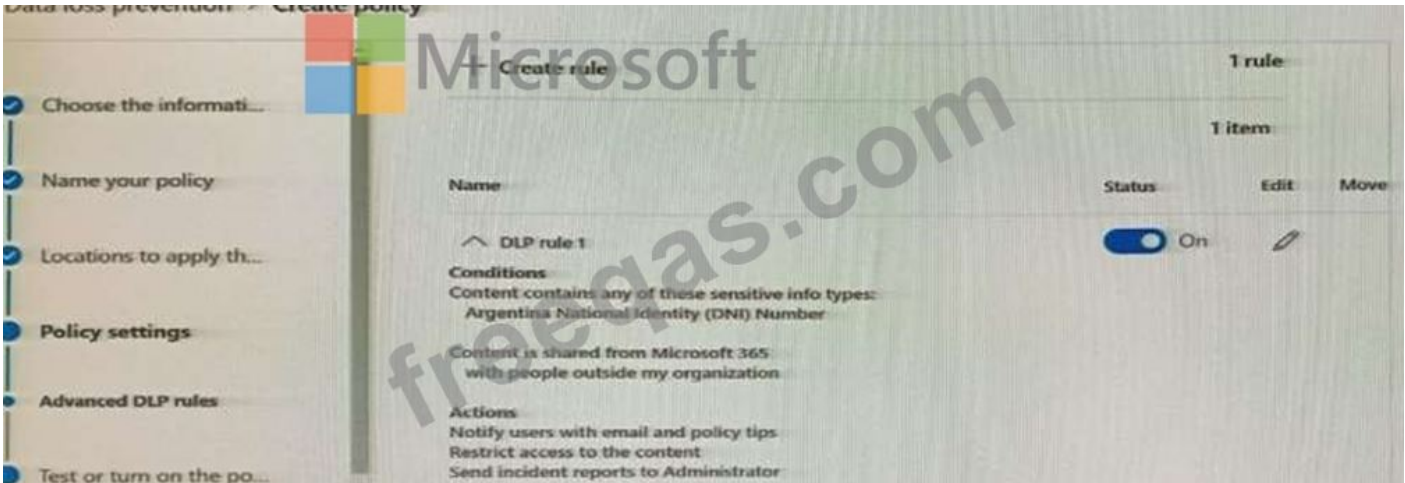 Data loss prevention > Create policy
Microsoft
+ Create rule
1 rule
Choose the informati...
1 item
Name your policy
Name
Status
Edit
Move
DLP rule 1
On
Locations to apply th...
Conditions
Content contains any of these sensitive info types:
Argentina National Identity (DNI) Number
Policy settings
Content is shared from Microsoft 365
with people outside my organization
Advanced DLP rules
Actions
Notify users with email and policy tips
Restrict access to the content
Send incident reports to Administrator
Test or turn on the po...
freeqas.com